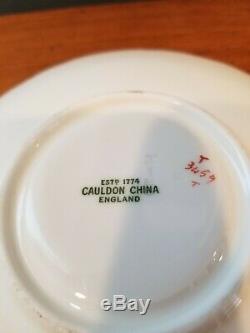 ESTD 1774
CAULDON CHINA
ENGLAND
T
3459
T